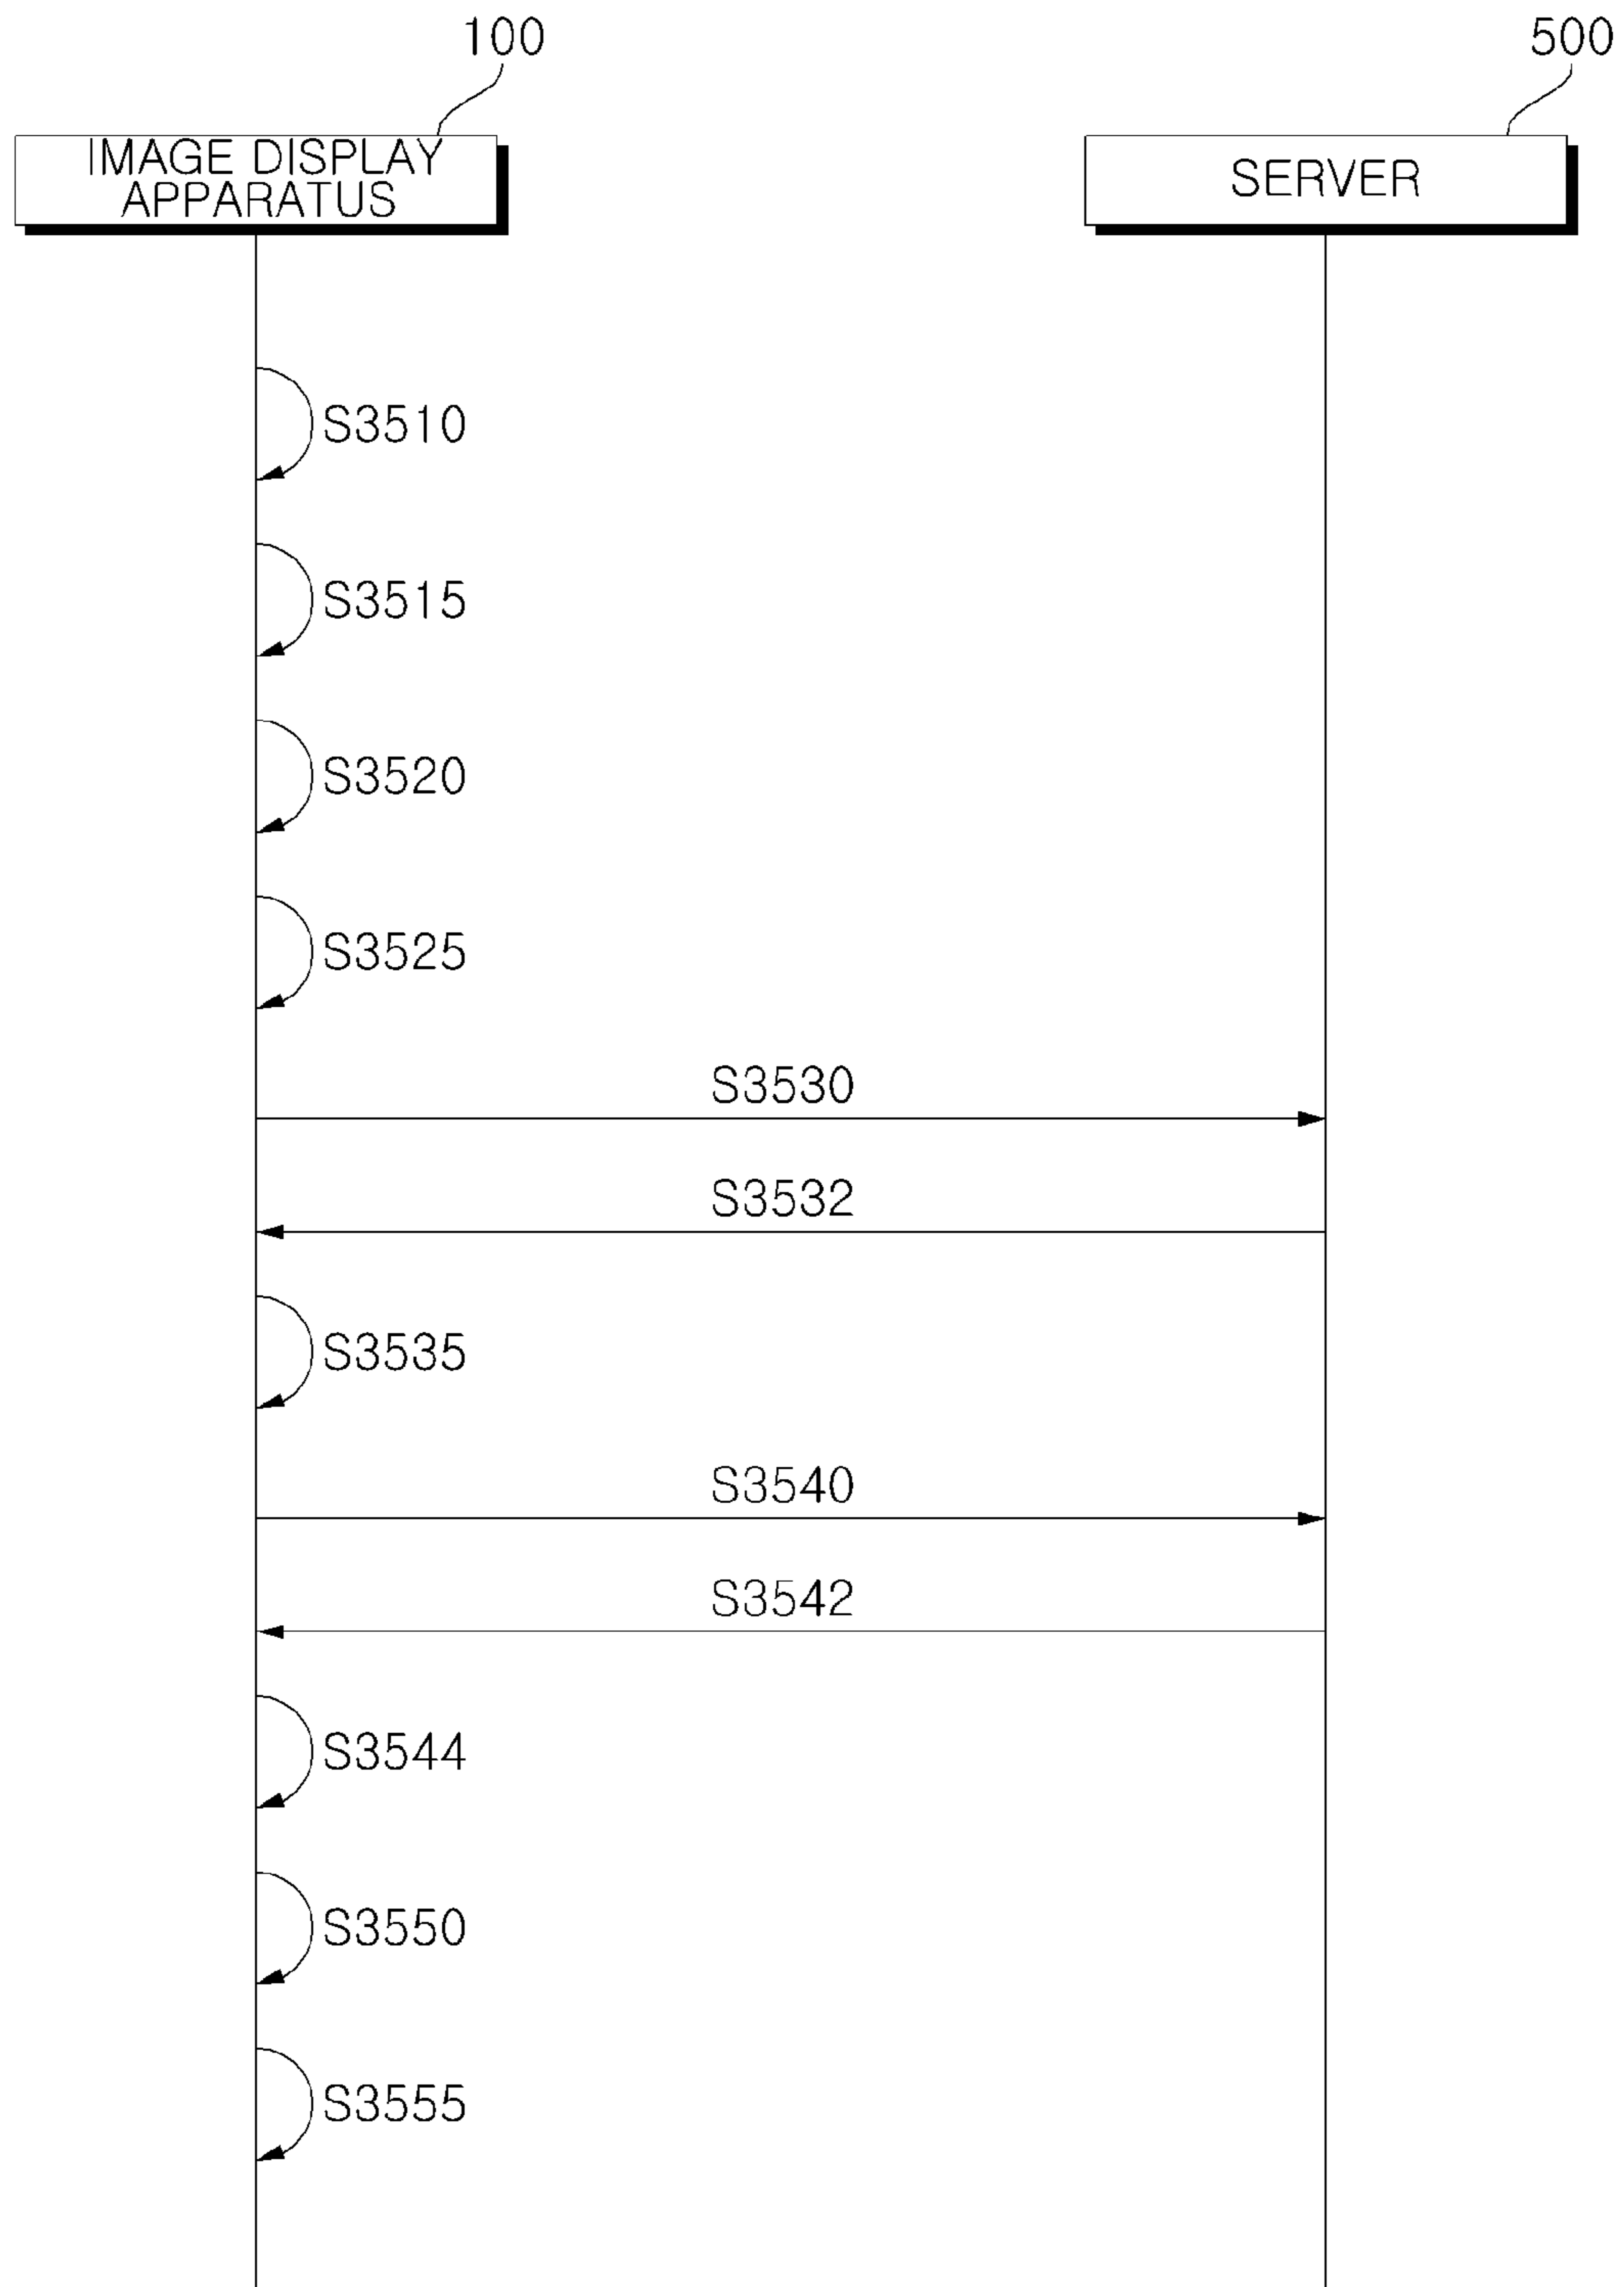 100
500
IMAGE DISPLAY
APPARATUS
SERVER
S3510
S3515
S3520
S3525
S3530
S3532
S3535
S3540
S3542
S3544
S3550
S3555